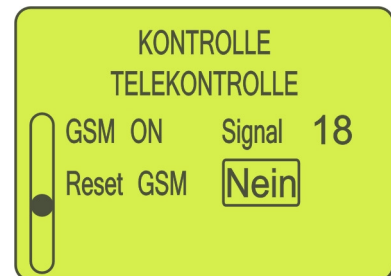 KONTROLLE
TELEKONTROLLE
GSM ON Signal 18
Reset GSM Nein